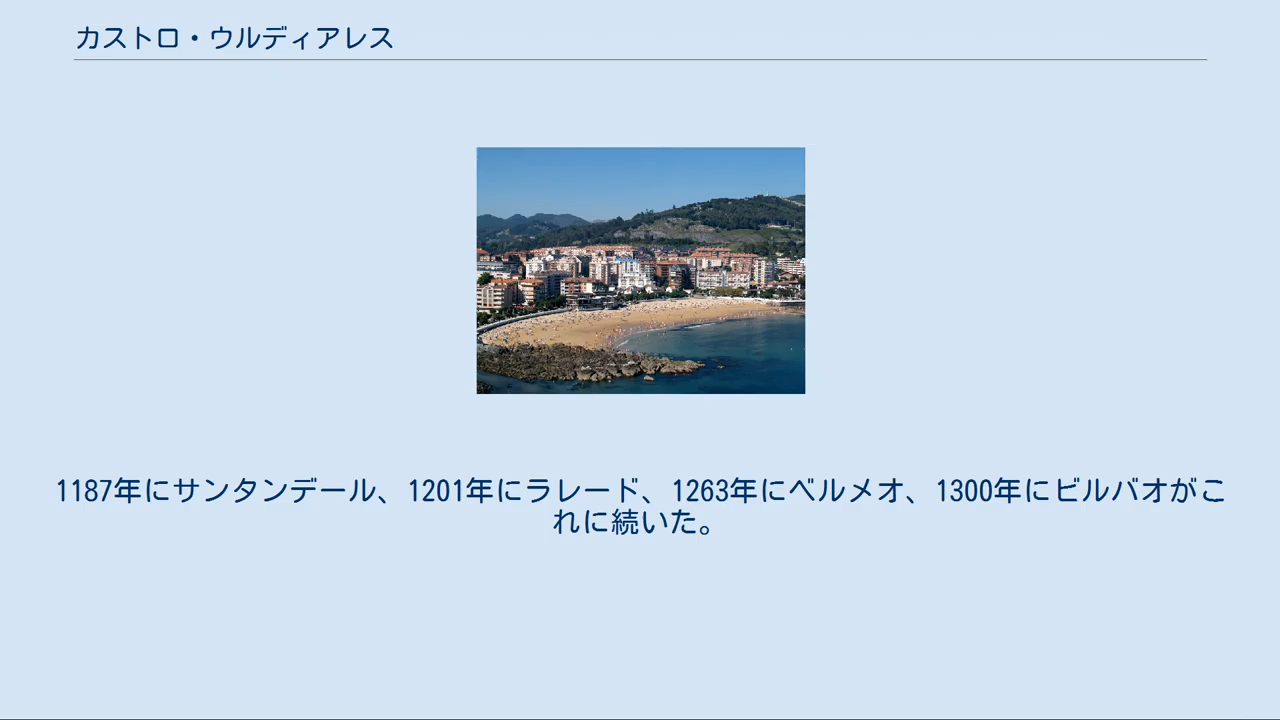 カストロ・ウルディアレス
1187年にサンタンデール、1201年にラレード、1263年にベルメオ、1300年にビルバオがこ
れに続いた。